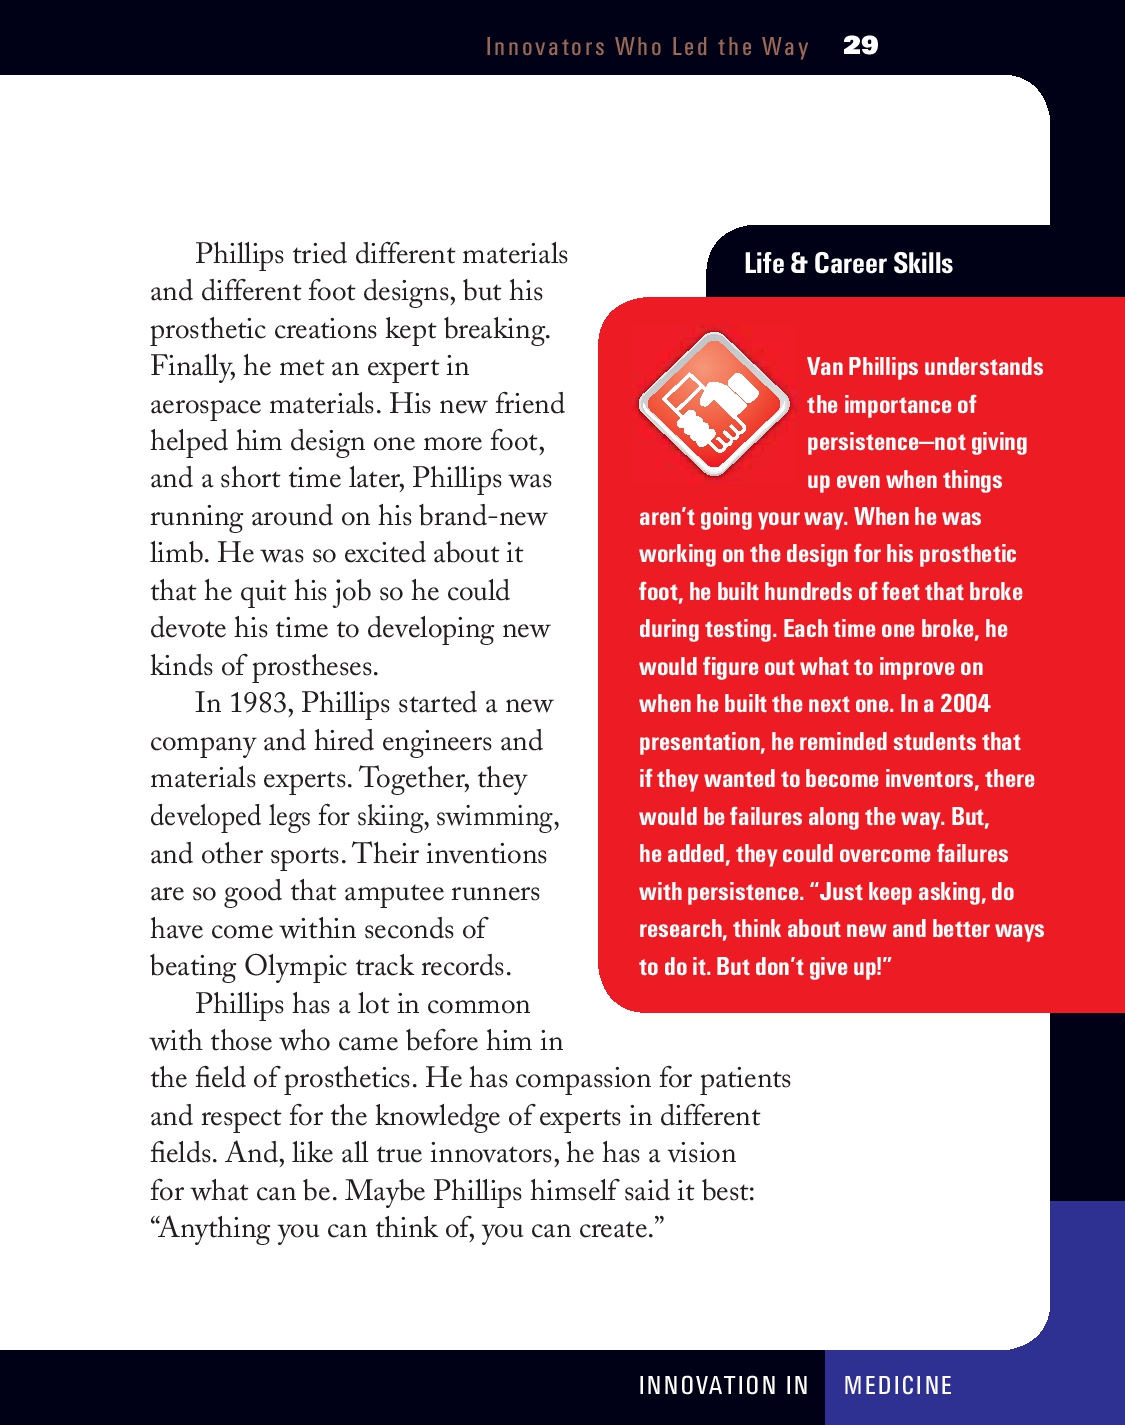 Innovators Who Led the Way 29
Phillips tried different materials
and different foot designs, but his
prosthetic creations kept breaking.
Finally, he met an expert in
aerospace materials. His new friend
helped him design one more foot,
and a short time later, Phillips was
running around on his brand-new
limb. He was so excited about it
that he quit his job so he could
devote his time to developing new
kinds of prostheses.
In 1983, Phillips started a new
company and hired engineers and
materials experts. Together, they
developed legs for skiing, swimming,
and other sports. Their inventions
are so good that amputee runners
have come within seconds of
beating Olympic track records.
Phillips has a lot in common
with those who came before him in
the field of prosthetics. He has compassion for patients
and respect for the knowledge of experts in different
fields. And, like all true innovators, he has a vision
for what can be. Maybe Phillips himself said it best:
“Anything you can think of, you can create.”
Life & Career Skills
Van Phillips understands
the importance of
persistence—not giving
up even when things
aren’t going your way. When he was
working on the design for his prosthetic
foot, he built hundreds of feet that broke
during testing. Each time one broke, he
would figure out what to improve on
when he built the next one. In a 2004
presentation, he reminded students that
if they wanted to become inventors, there
would be failures along the way. But,
he added, they could overcome failures
with persistence. “Just keep asking, do
research, think about new and better ways
to do it. But don’t give up!”
INNOVATION IN MEDICINE